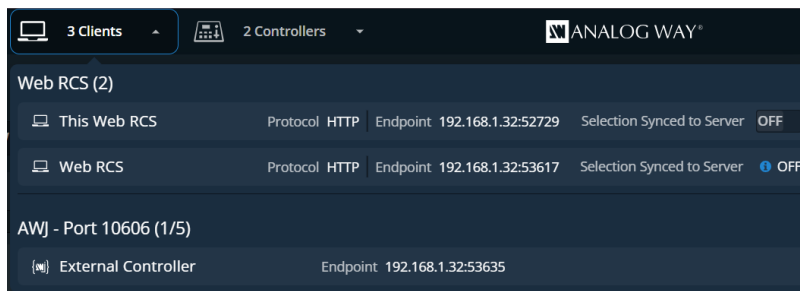 3 Clients 2 Controllers ANALOG WAY®
Web RCS (2)
This Web RCS Protocol HTTP Endpoint 192.168.1.32:52729 Selection Synced to Server OFF
Web RCS Protocol HTTP Endpoint 192.168.1.32:53617 Selection Synced to Server OFF
AWJ - Port 10606 (1/5)
External Controller Endpoint 192.168.1.32:53635